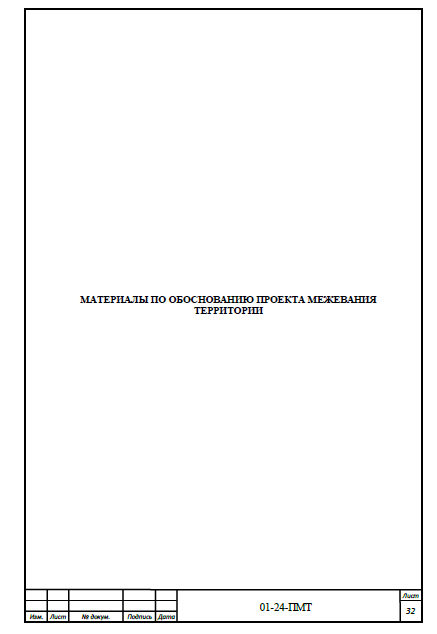 МАТЕРИАЛЫ ПО ОБОСНОВАНИЮ ПРОЕКТА МЕЖЕВАНИЯ
ТЕРРИТОРИИ
Изм. Лист № докум. Подпись Дата
01-24-ПМТ
Лист
32